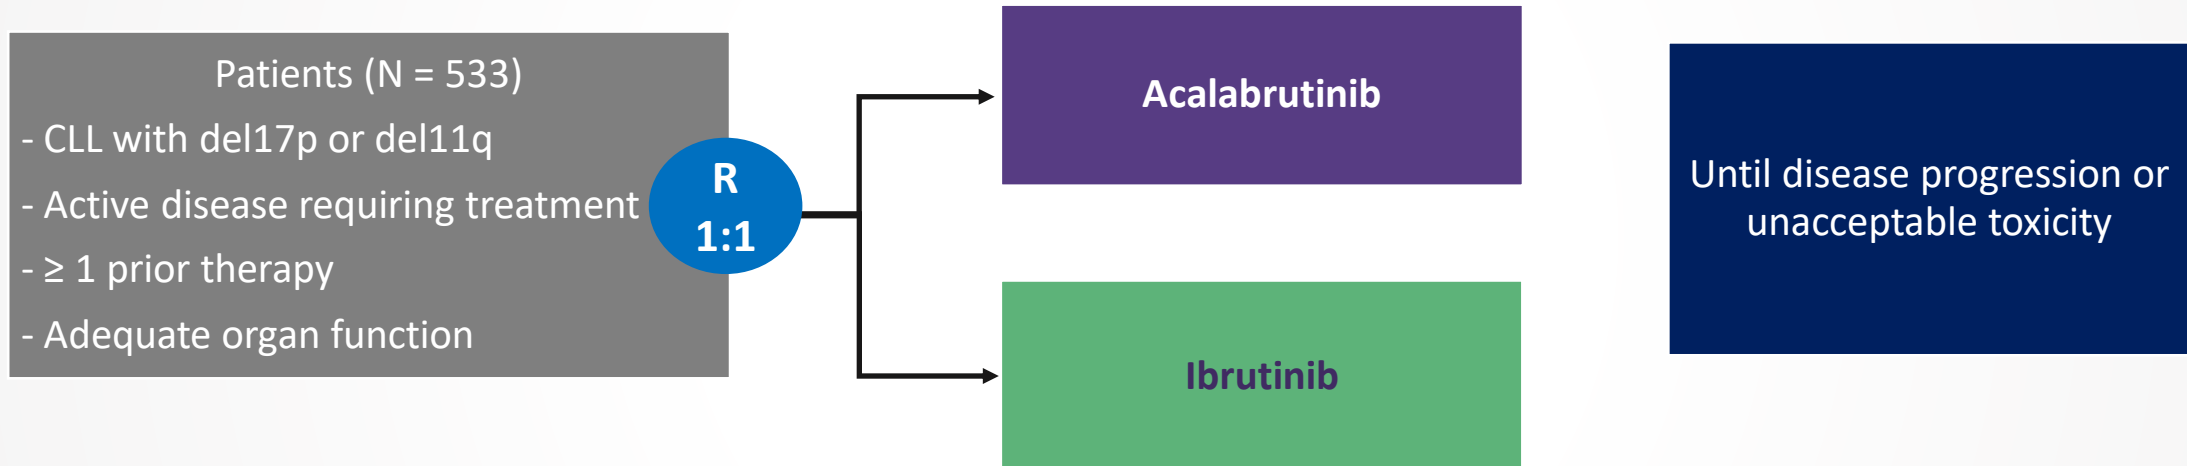 Patients (N = 533)
- CLL with del17p or del11q
- Active disease requiring treatment
- ≥ 1 prior therapy
- Adequate organ function
R
1:1
Acalabrutinib
Ibrutinib
Until disease progression or
unacceptable toxicity